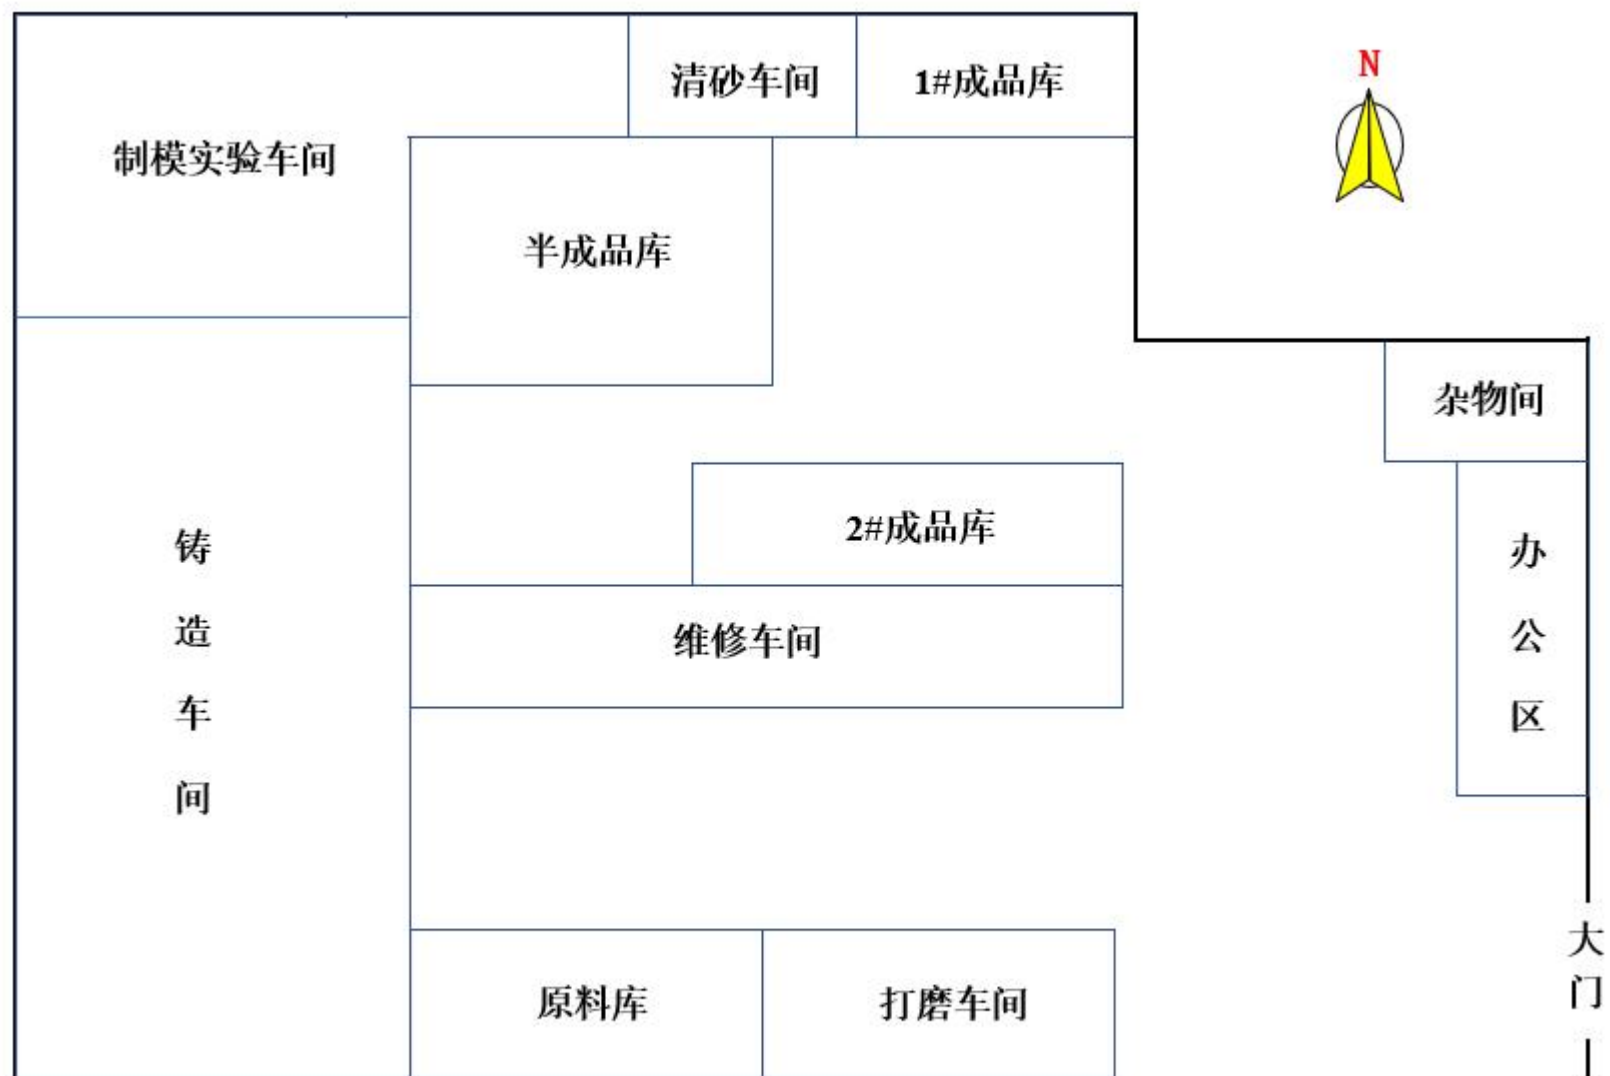 清砂车间
1#成品库
N
制模实验车间
半成品库
杂物间
2#成品库
铸造车间
办公区
维修车间
大门
原料库
打磨车间